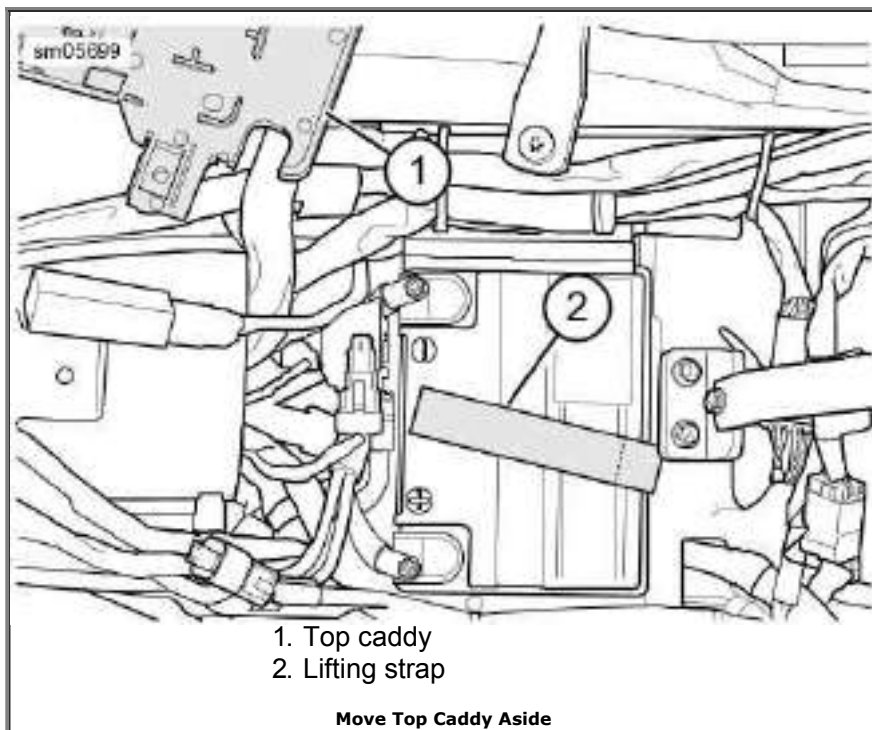 sm05699
1
2
1. Top caddy
2. Lifting strap
Move Top Caddy Aside